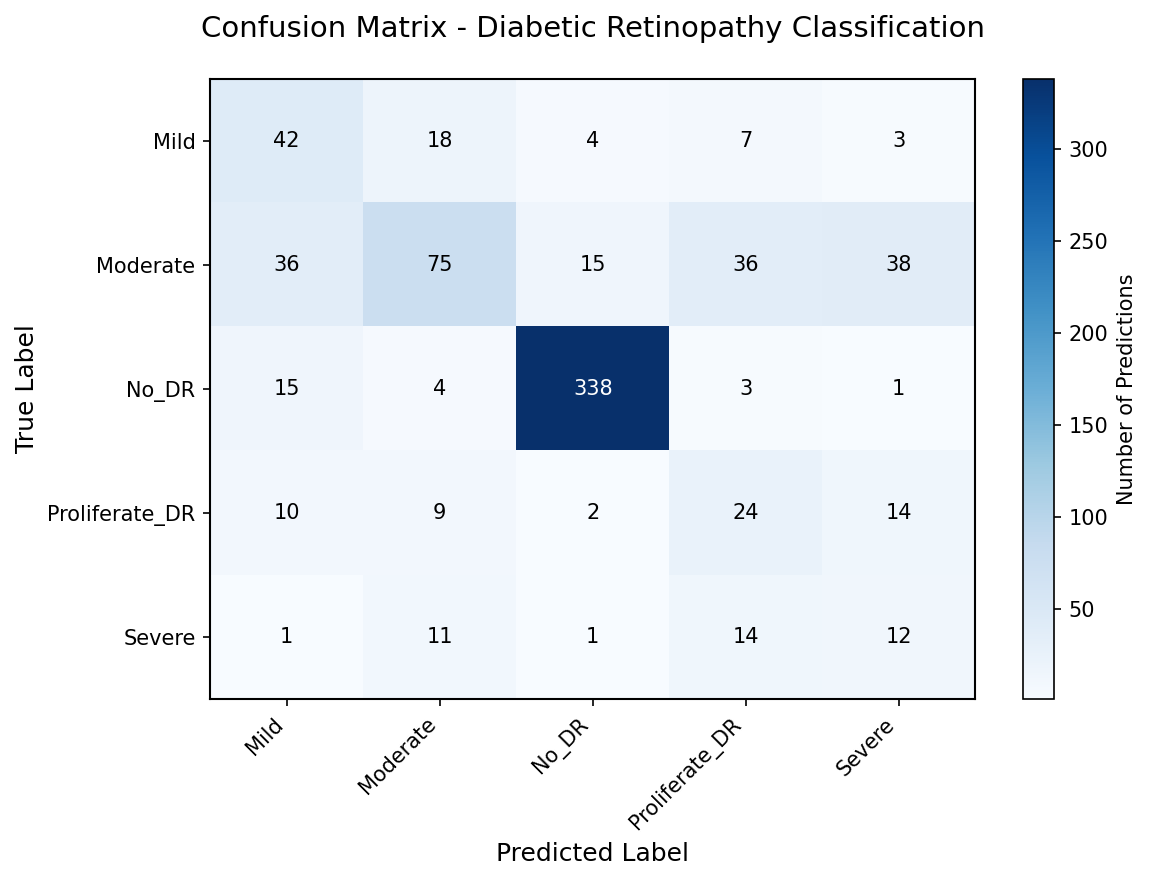 Confusion Matrix - Diabetic Retinopathy Classification
Mild 42 18 4 7 3
Moderate 36 75 15 36 38
No_DR 15 4 338 3 1
Proliferate_DR 10 9 2 24 14
Severe 1 11 1 14 12
True Label
Mild Moderate No_DR Proliferate_DR Severe
Predicted Label
300
250
200
150
100
50
Number of Predictions